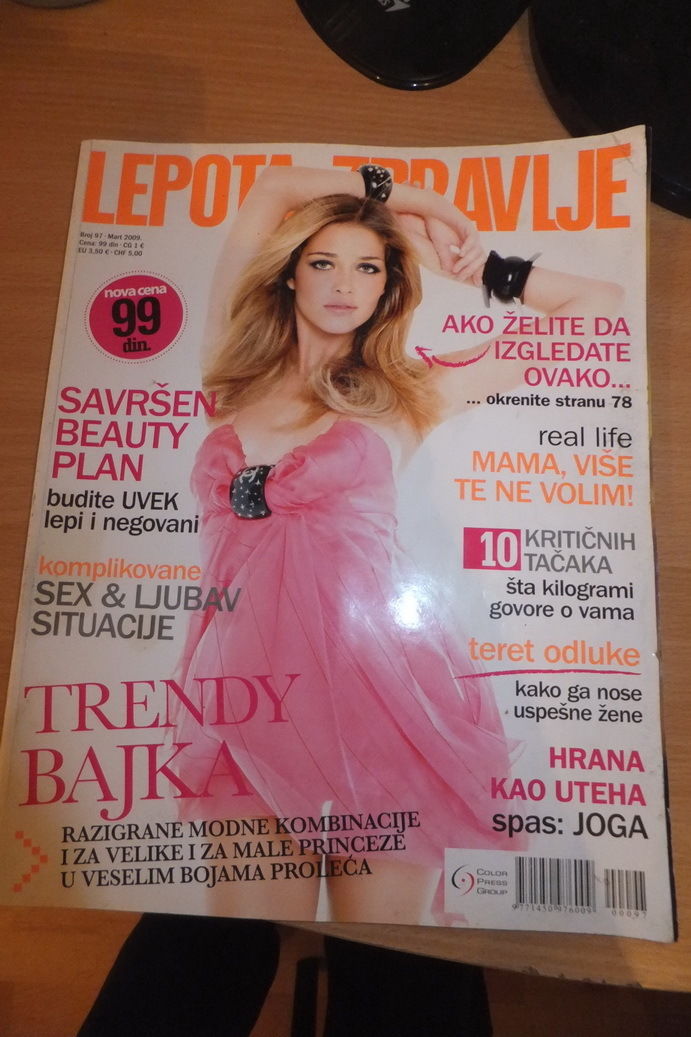 LEPOTA ZDRAVLJE
Broj 97 · Mart 2009.
Cena: 99 din · CG 1 €
EU 3,50 € · CHF 5,00
nova cena
99
din.
AKO ŽELITE DA
IZGLEDATE
OVAKO...
... okrenite stranu 78
SAVRŠEN
BEAUTY
PLAN
budite UVEK
lepi i negovani
real life
MAMA, VIŠE
TE NE VOLIM!
komplikovane
SEX & LJUBAV
SITUACIJE
10 KRITIČNIH
TAČAKA
šta kilogrami
govore o vama
teret odluke
kako ga nose
uspešne žene
TRENDY
BAJKA
RAZIGRANE MODNE KOMBINACIJE
I ZA VELIKE I ZA MALE PRINCEZE
U VESELIM BOJAMA PROLEĆA
HRANA
KAO UTEHA
spas: JOGA
COLOR
PRESS
GROUP
9771450976009
00097